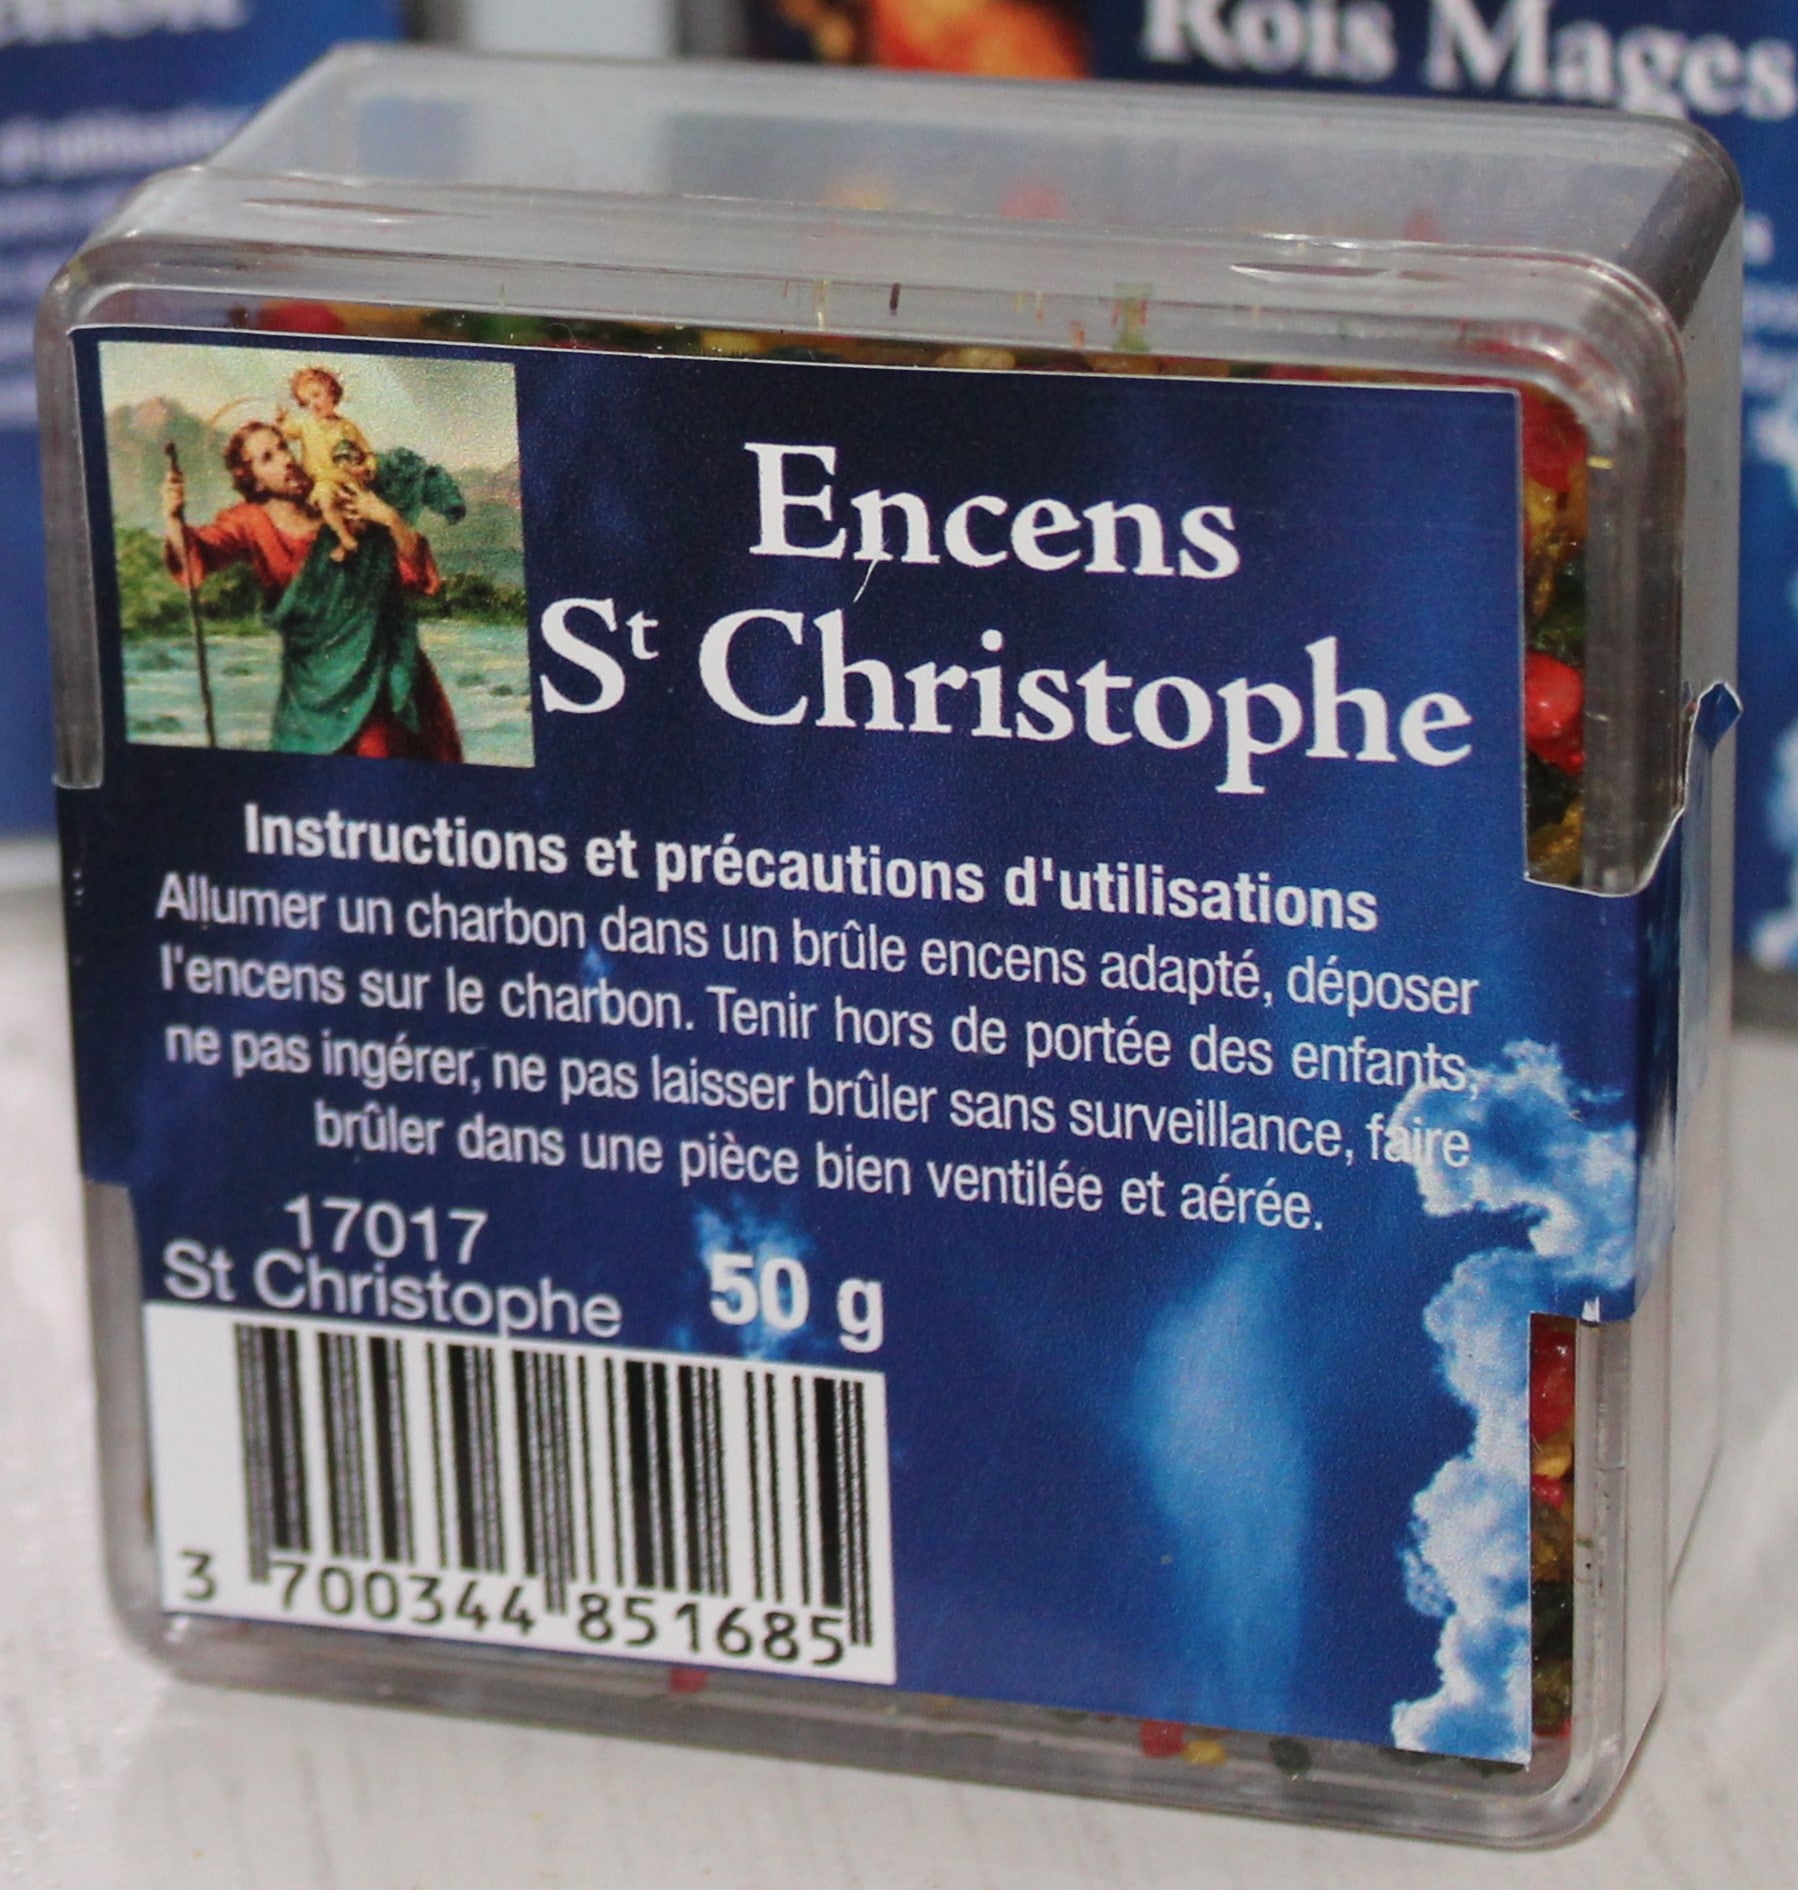 Rois Mages
Encens
St Christophe
Instructions et précautions d'utilisations
Allumer un charbon dans un brûle encens adapté, déposer
l'encens sur le charbon. Tenir hors de portée des enfants,
ne pas ingérer, ne pas laisser brûler sans surveillance, faire
brûler dans une pièce bien ventilée et aérée.
17017
St Christophe 50 g
3 700344 851685